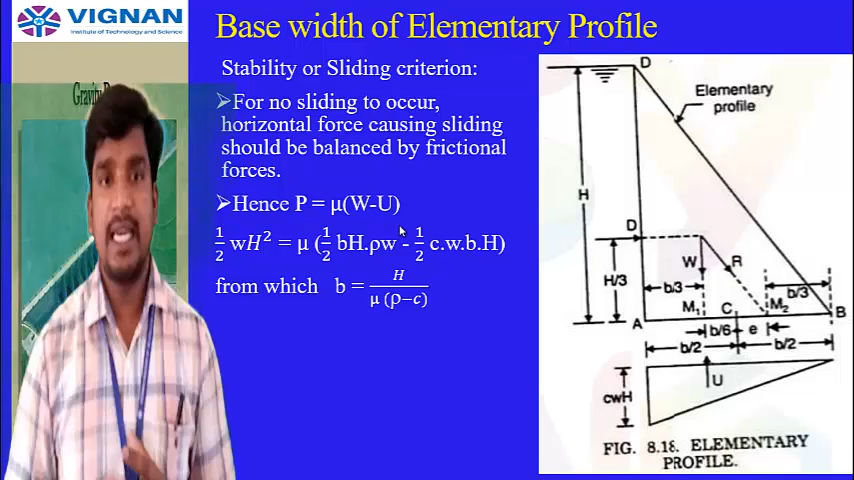 VIGNAN
Institute of Technology and Science
Base width of Elementary Profile
Stability or Sliding criterion:
➢For no sliding to occur,
horizontal force causing sliding
should be balanced by frictional
forces.
➢Hence P = μ(W-U)
1/2 wH² = μ (1/2 bH.ρw - 1/2 c.w.b.H)
from which b = H / μ (ρ−c)
D
Elementary
profile
H
D
H/3
W
R
b/3
b/3
M₁
C
M₂
A
B
b/6
e
b/2
b/2
U
cwH
FIG. 8.18. ELEMENTARY
PROFILE.